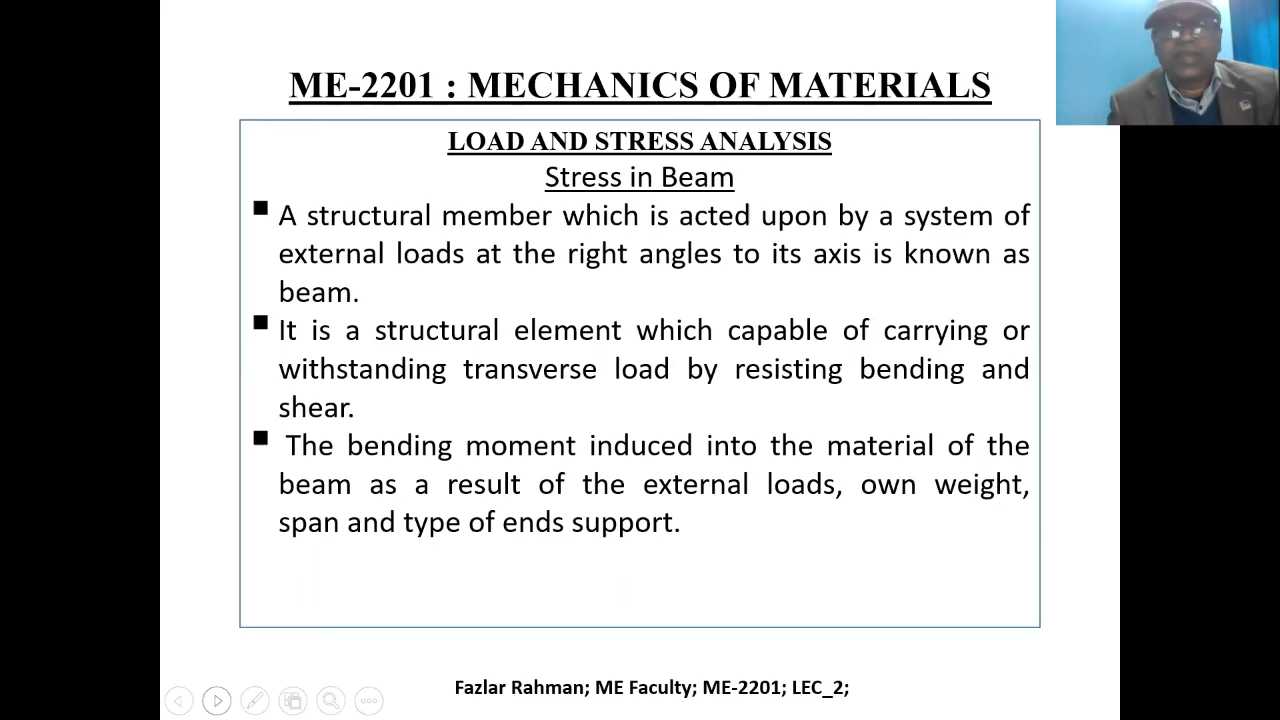 ME-2201 : MECHANICS OF MATERIALS
LOAD AND STRESS ANALYSIS
Stress in Beam
▪ A structural member which is acted upon by a system of
external loads at the right angles to its axis is known as
beam.
▪ It is a structural element which capable of carrying or
withstanding transverse load by resisting bending and
shear.
▪ The bending moment induced into the material of the
beam as a result of the external loads, own weight,
span and type of ends support.
Fazlar Rahman; ME Faculty; ME-2201; LEC_2;